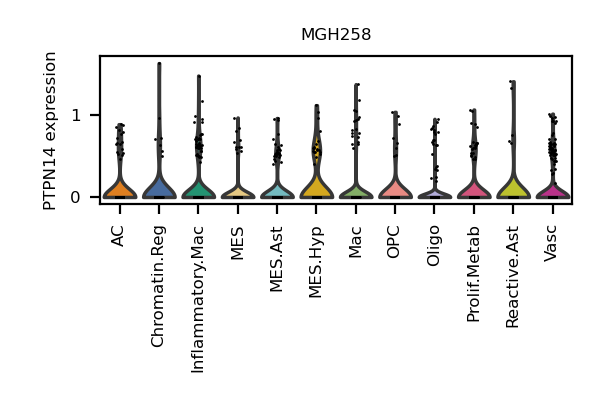 MGH258
PTPN14 expression
1
0
AC
Chromatin.Reg
Inflammatory.Mac
MES
MES.Ast
MES.Hyp
Mac
OPC
Oligo
Prolif.Metab
Reactive.Ast
Vasc